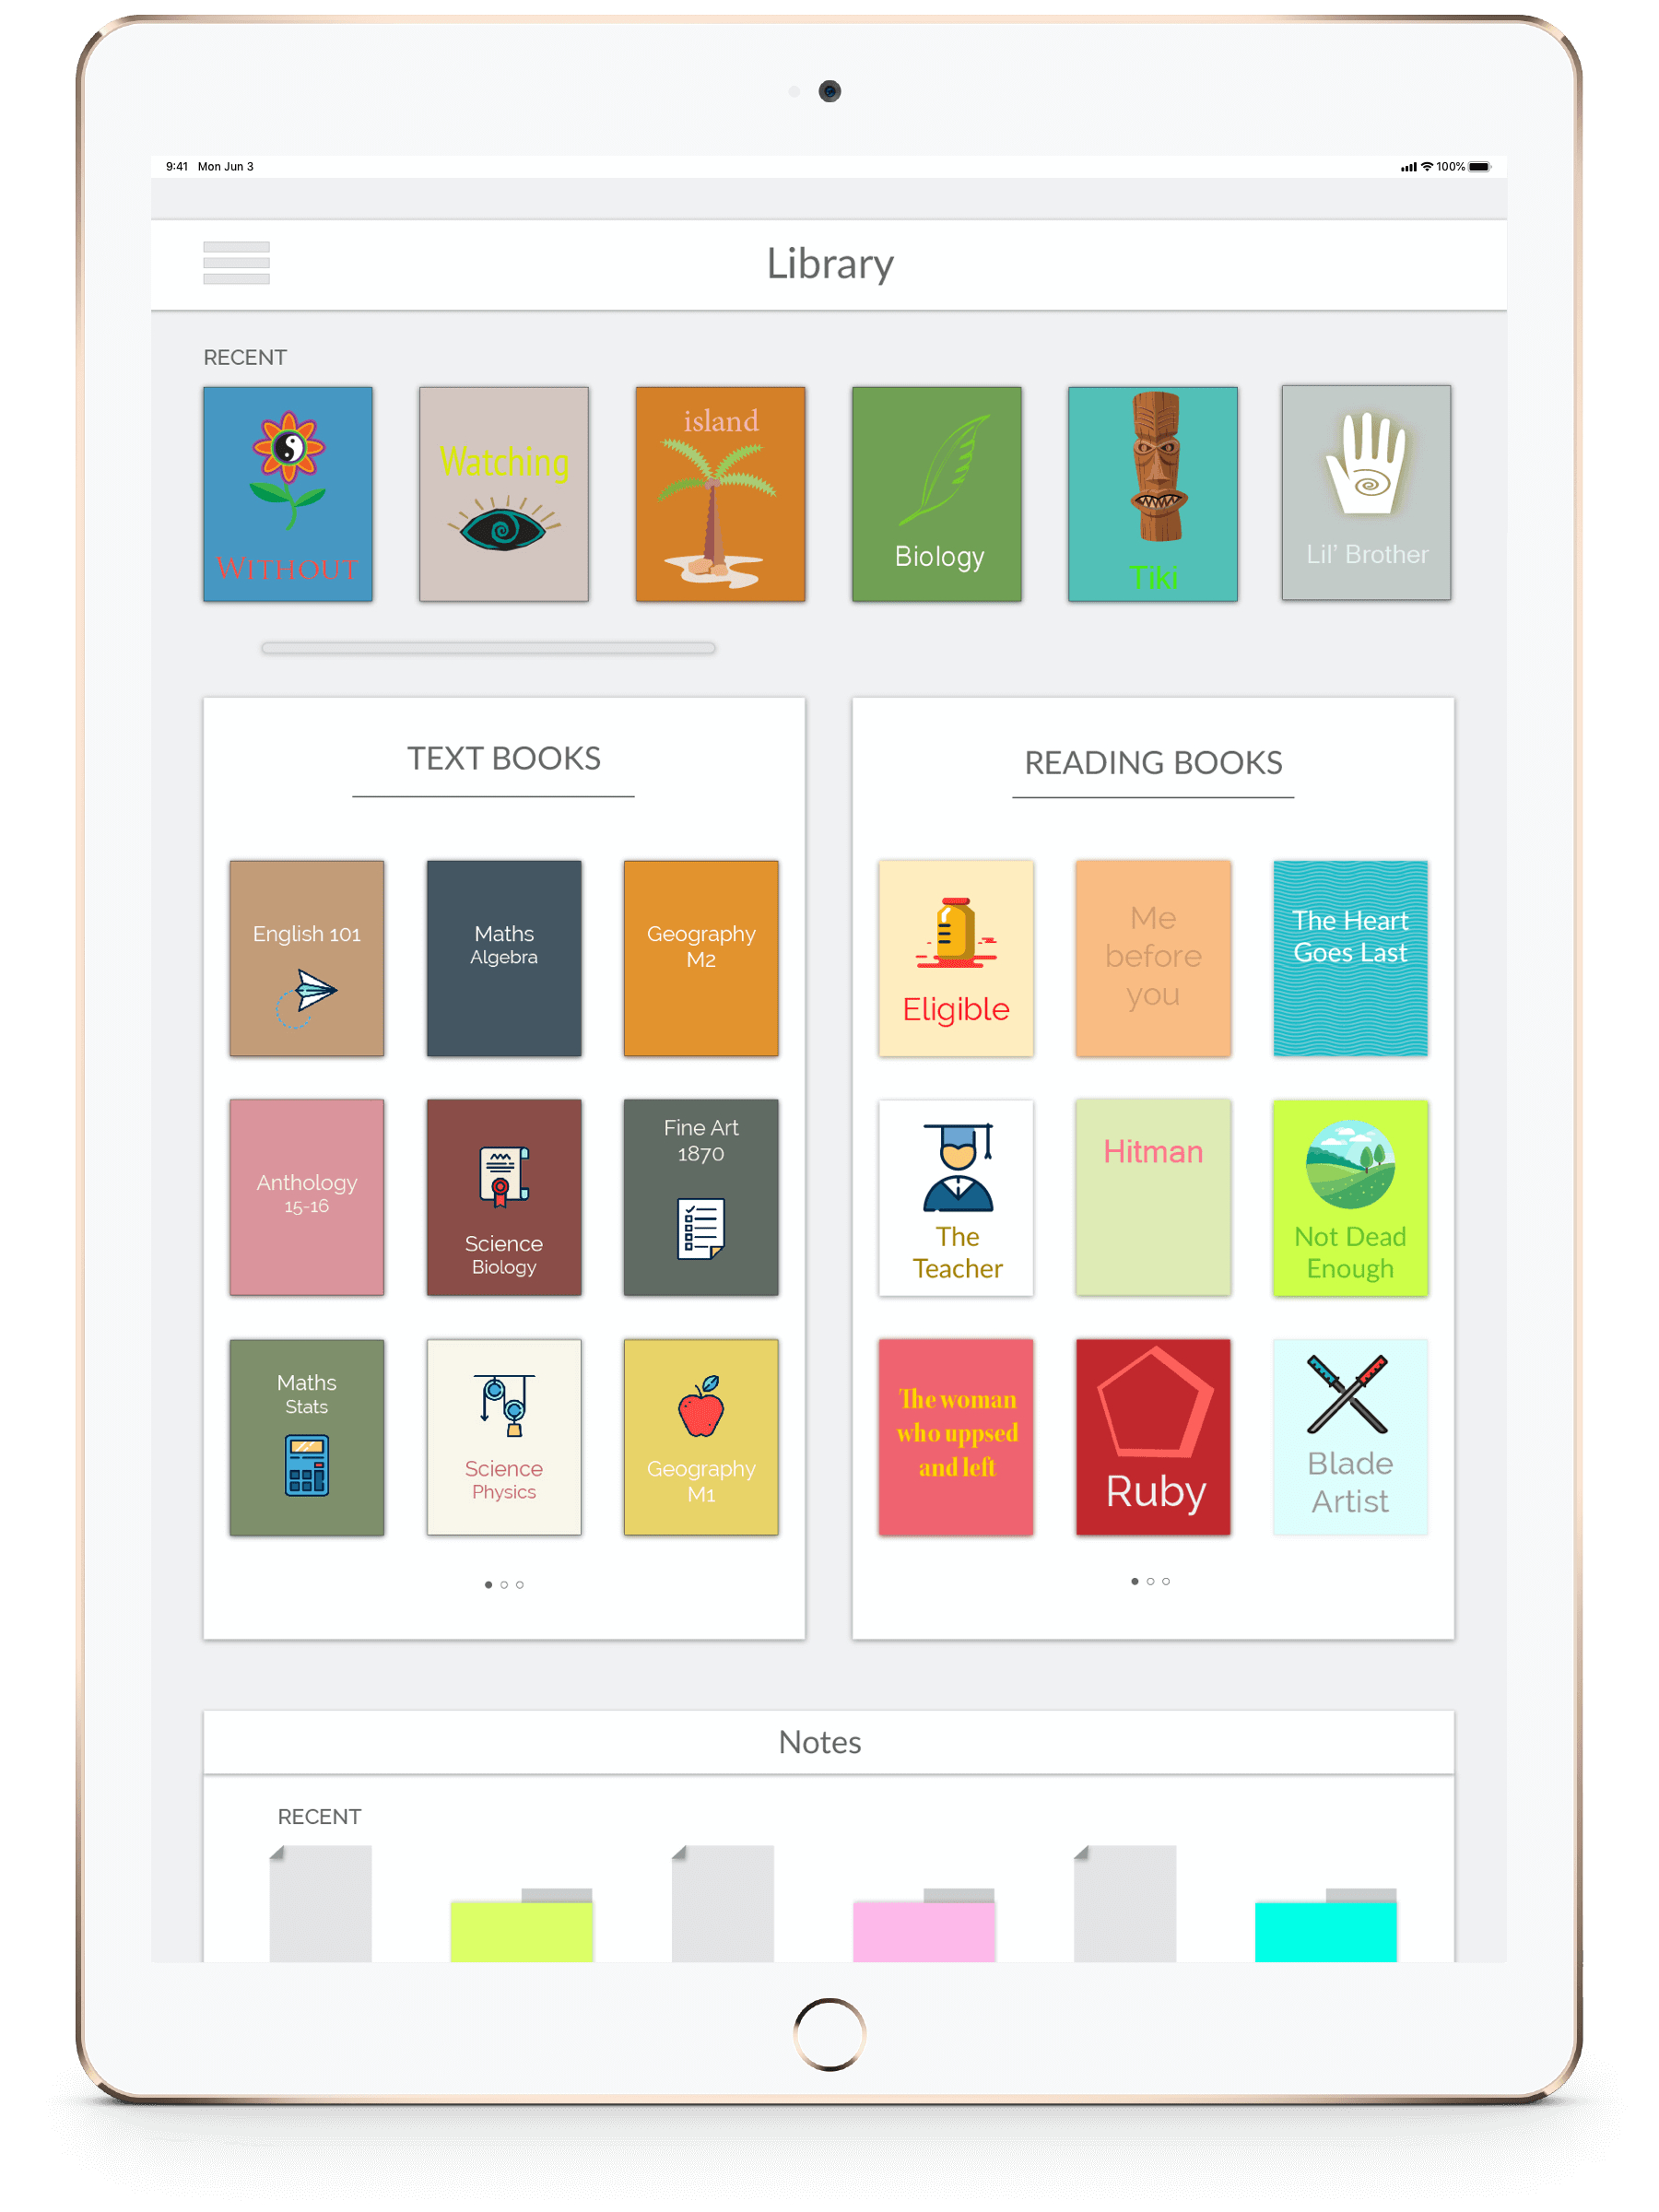 9:41 Mon Jun 3 100%
Library
RECENT
WITHOUT
Watching
island
Biology
Tiki
Lil' Brother
TEXT BOOKS
English 101
Maths
Algebra
Geography
M2
Anthology
15-16
Science
Biology
Fine Art
1870
Maths
Stats
Science
Physics
Geography
M1
READING BOOKS
Eligible
Me
before
you
The Heart
Goes Last
The
Teacher
Hitman
Not Dead
Enough
The woman
who uppsed
and left
Ruby
Blade
Artist
Notes
RECENT